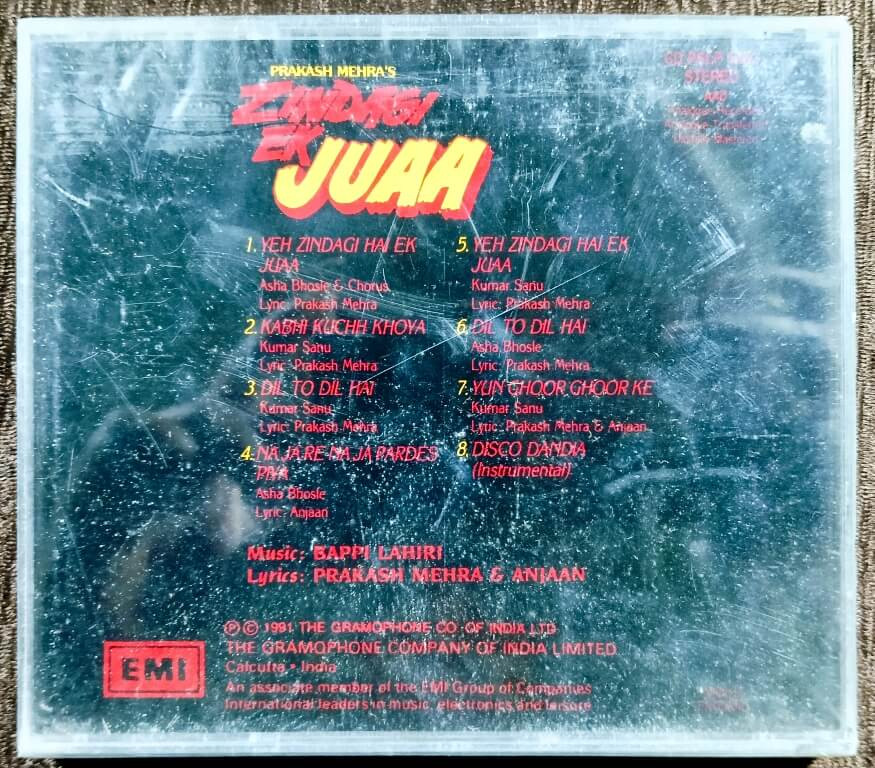 PRAKASH MEHRA'S
ZINDAGI
EK JUAA
STEREO
AAD
1. YEH ZINDAGI HAI EK
JUAA
Asha Bhosle & Chorus
Lyric: Prakash Mehra
2. KABHI KUCHH KHOYA
Kumar Sanu
Lyric: Prakash Mehra
3. DIL TO DIL HAI
Kumar Sanu
Lyric: Prakash Mehra
4. NA JA RE NA JA PARDES
PIYA
Asha Bhosle
Lyric: Anjaan
5. YEH ZINDAGI HAI EK
JUAA
Kumar Sanu
Lyric: Prakash Mehra
6. DIL TO DIL HAI
Asha Bhosle
Lyric: Prakash Mehra
7. YUN GHOOR GHOOR KE
Kumar Sanu
Lyric: Prakash Mehra & Anjaan
8. DISCO DANDIA
(Instrumental)
Music: BAPPI LAHIRI
Lyrics: PRAKASH MEHRA & ANJAAN
EMI
Ⓟ © 1991 THE GRAMOPHONE CO. OF INDIA LTD.
THE GRAMOPHONE COMPANY OF INDIA LIMITED
Calcutta • India
An associate member of the EMI Group of Companies
International leaders in music, electronics and leisure